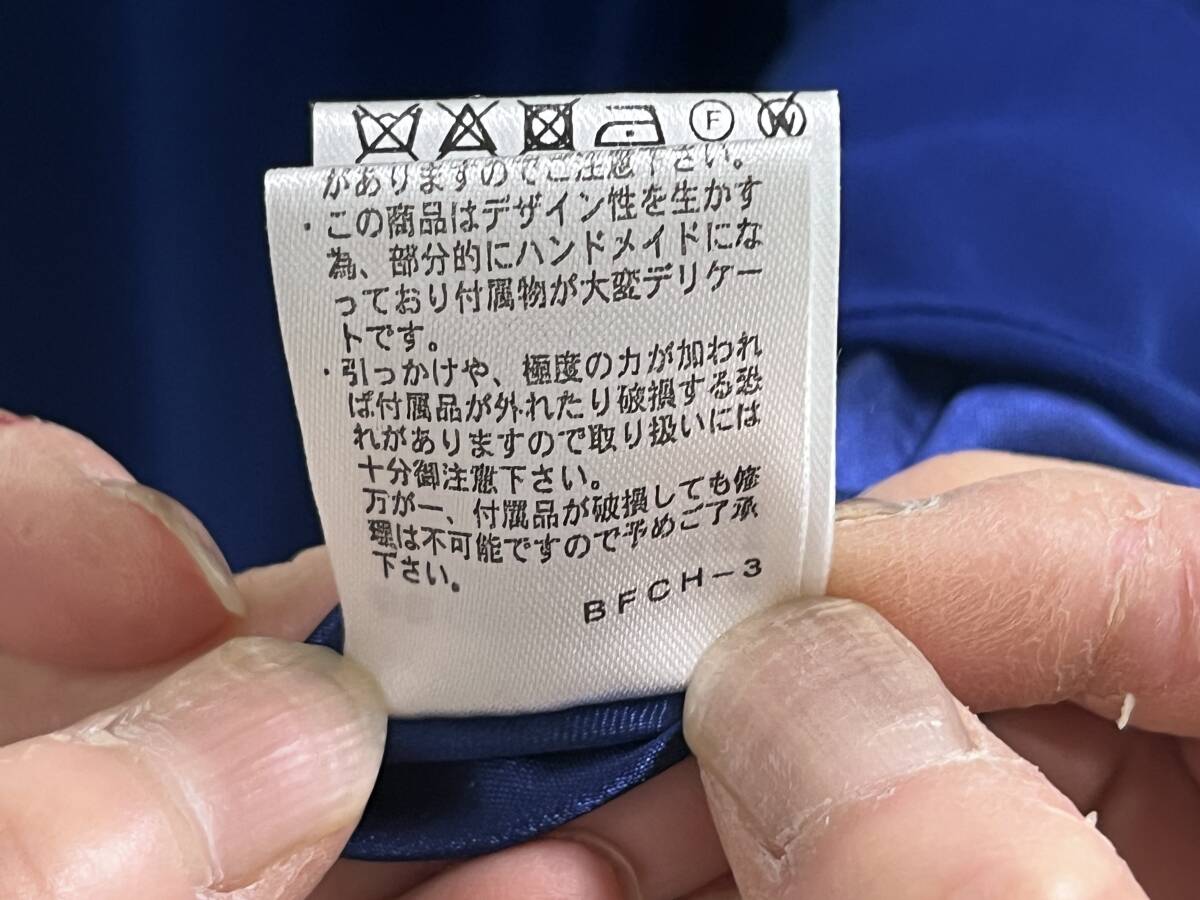 F W
がありますのでご注意下さい。
・この商品はデザイン性を生かす
為、部分的にハンドメイドにな
っており付属物が大変デリケー
トです。
・引っかけや、極度の力が加われ
ば付属品が外れたり破損する恐
れがありますので取り扱いには
十分御注意下さい。
万が一、付属品が破損しても修
理は不可能ですので予めご了承
下さい。
BFCH-3